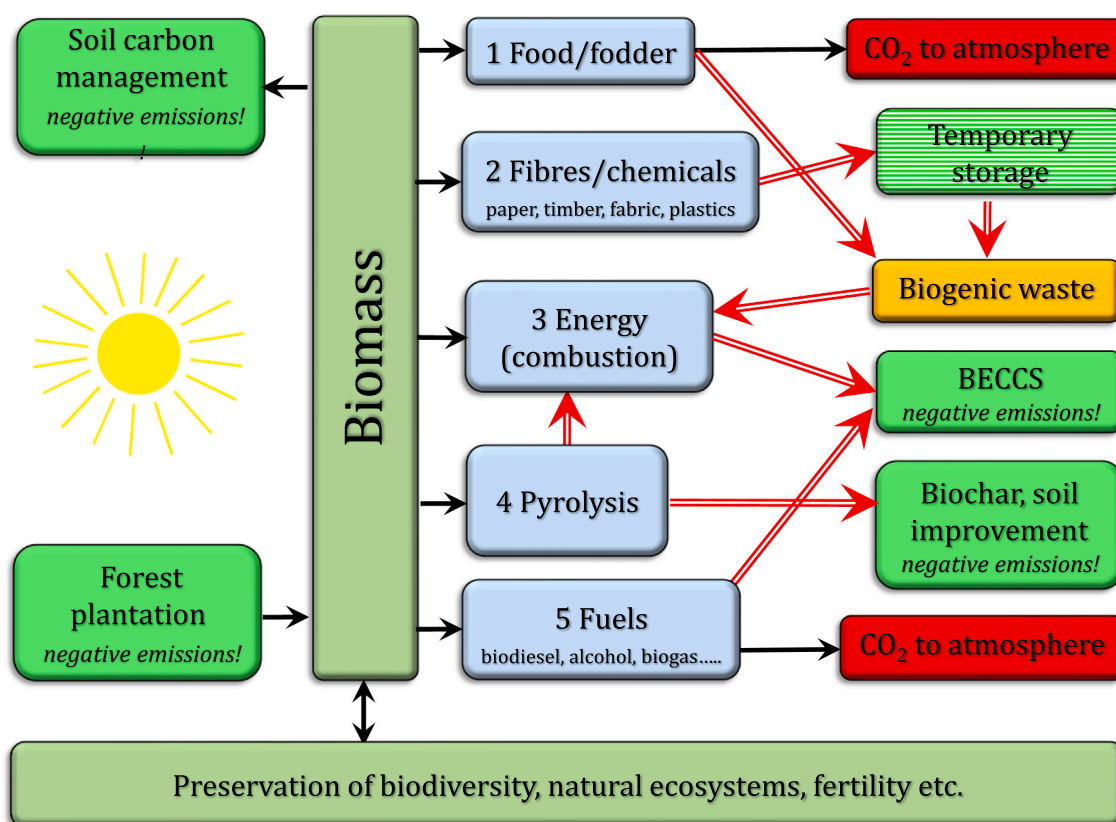 Soil carbon
management
negative emissions!
!
Forest
plantation
negative emissions!
Biomass
1 Food/fodder
2 Fibres/chemicals
paper, timber, fabric, plastics
3 Energy
(combustion)
4 Pyrolysis
5 Fuels
biodiesel, alcohol, biogas…..
CO₂ to atmosphere
Temporary
storage
Biogenic waste
BECCS
negative emissions!
Biochar, soil
improvement
negative emissions!
CO₂ to atmosphere
Preservation of biodiversity, natural ecosystems, fertility etc.